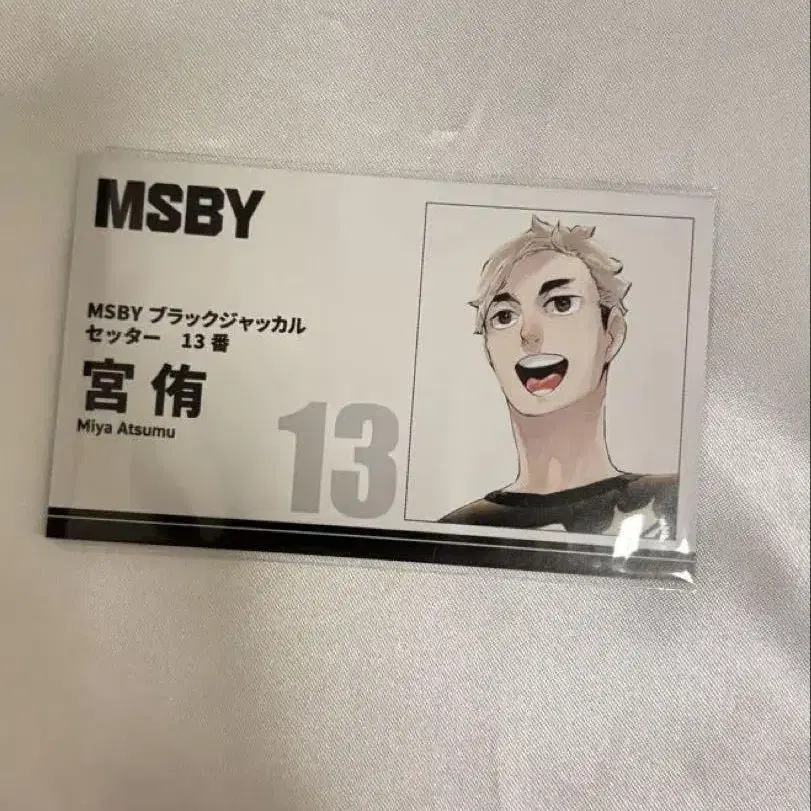 MSBY
MSBY ブラックジャッカル
セッター 13 番
宮 侑
Miya Atsumu
13